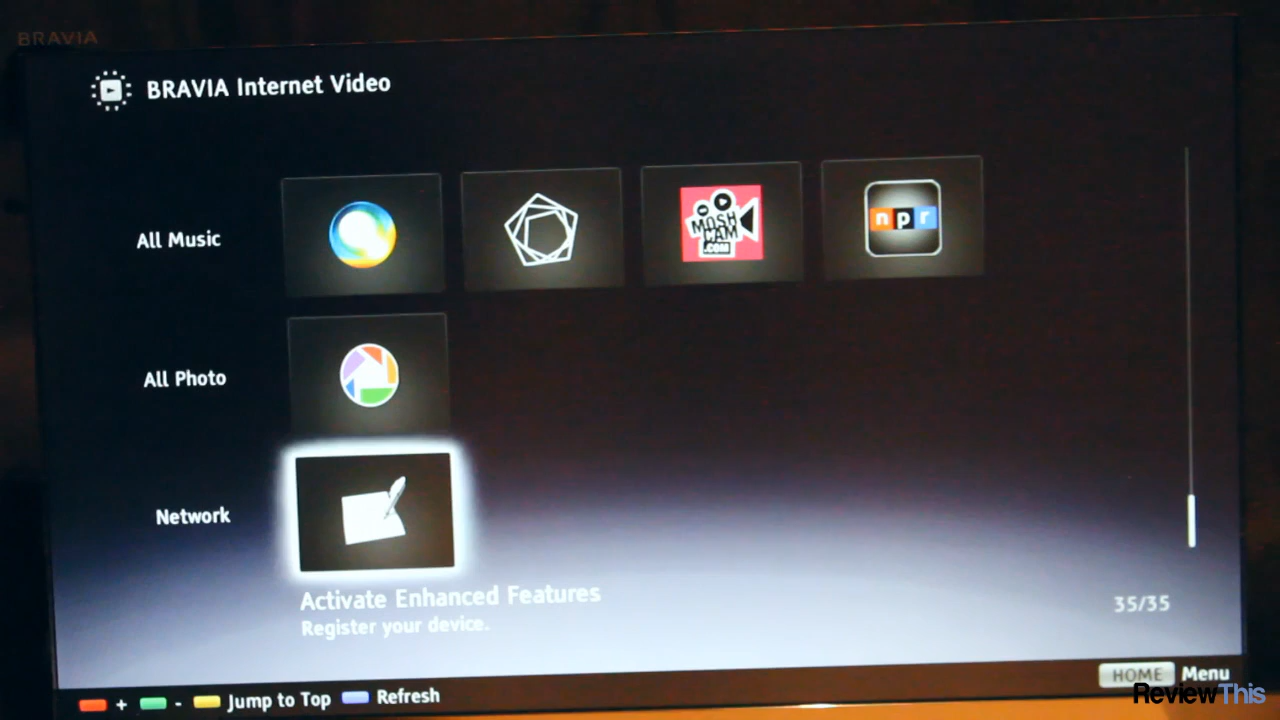 BRAVIA
BRAVIA Internet Video
All Music
MOSH
CAM
.COM
npr
All Photo
Network
Activate Enhanced Features
Register your device.
35/35
+ - Jump to Top Refresh
HOME Menu
ReviewThis